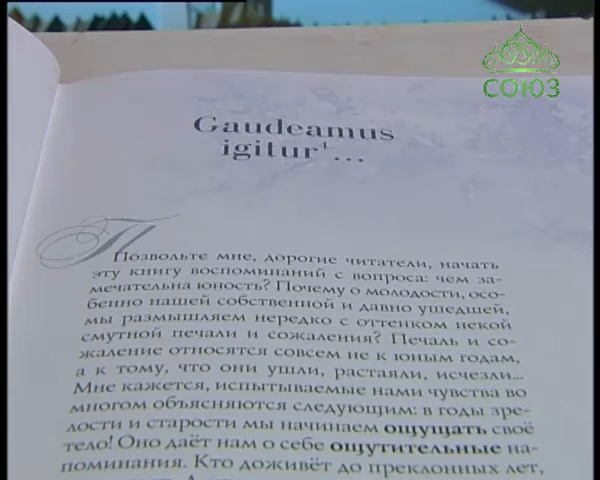 СОЮЗ
Gaudeamus
igitur¹...
Позвольте мне, дорогие читатели, начать
эту книгу воспоминаний с вопроса: чем за-
мечательна юность? Почему о молодости, осо-
бенно нашей собственной и давно ушедшей,
мы размышляем нередко с оттенком некой
смутной печали и сожаления? Печаль и со-
жаление относятся совсем не к юным годам,
а к тому, что они ушли, растаяли, исчезли...
Мне кажется, испытываемые нами чувства во
многом объясняются следующим: в годы зре-
лости и старости мы начинаем ощущать своё
тело! Оно даёт нам о себе ощутительные на-
поминания. Кто доживёт до преклонных лет,